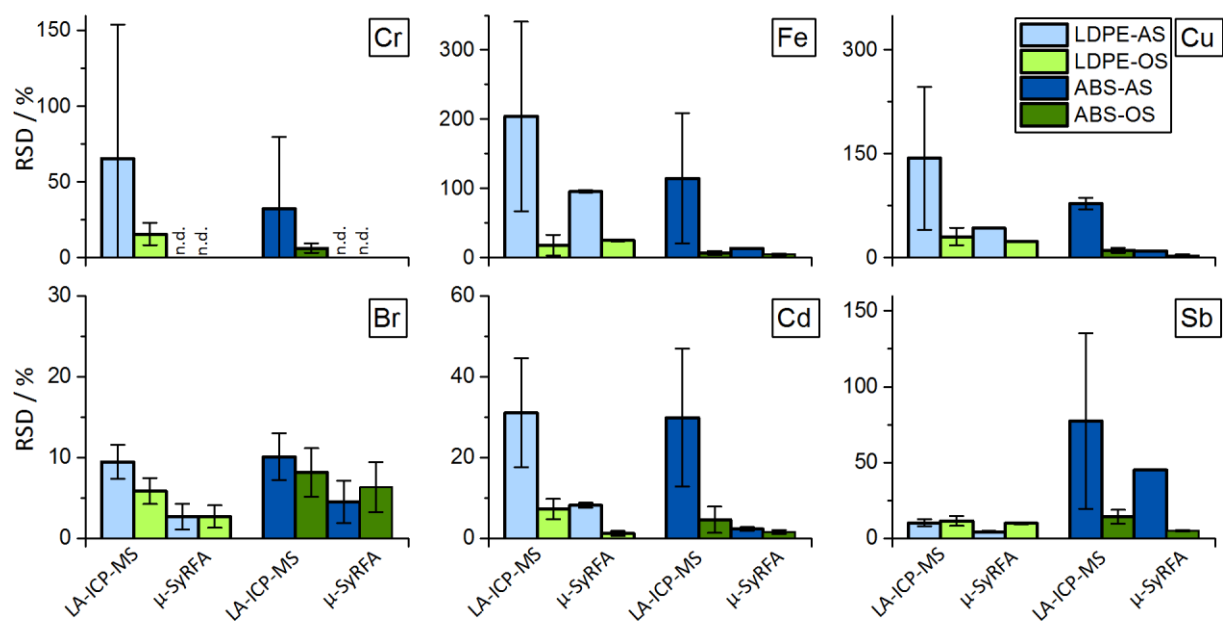 RSD / %
150
100
50
0
Cr
n.d.
n.d.
n.d.
n.d.
300
200
100
0
Fe
300
150
0
Cu
LDPE-AS
LDPE-OS
ABS-AS
ABS-OS
RSD / %
30
20
10
0
Br
LA-ICP-MS
µ-SyRFA
LA-ICP-MS
µ-SyRFA
60
40
20
0
Cd
LA-ICP-MS
µ-SyRFA
LA-ICP-MS
µ-SyRFA
150
100
50
0
Sb
LA-ICP-MS
µ-SyRFA
LA-ICP-MS
µ-SyRFA